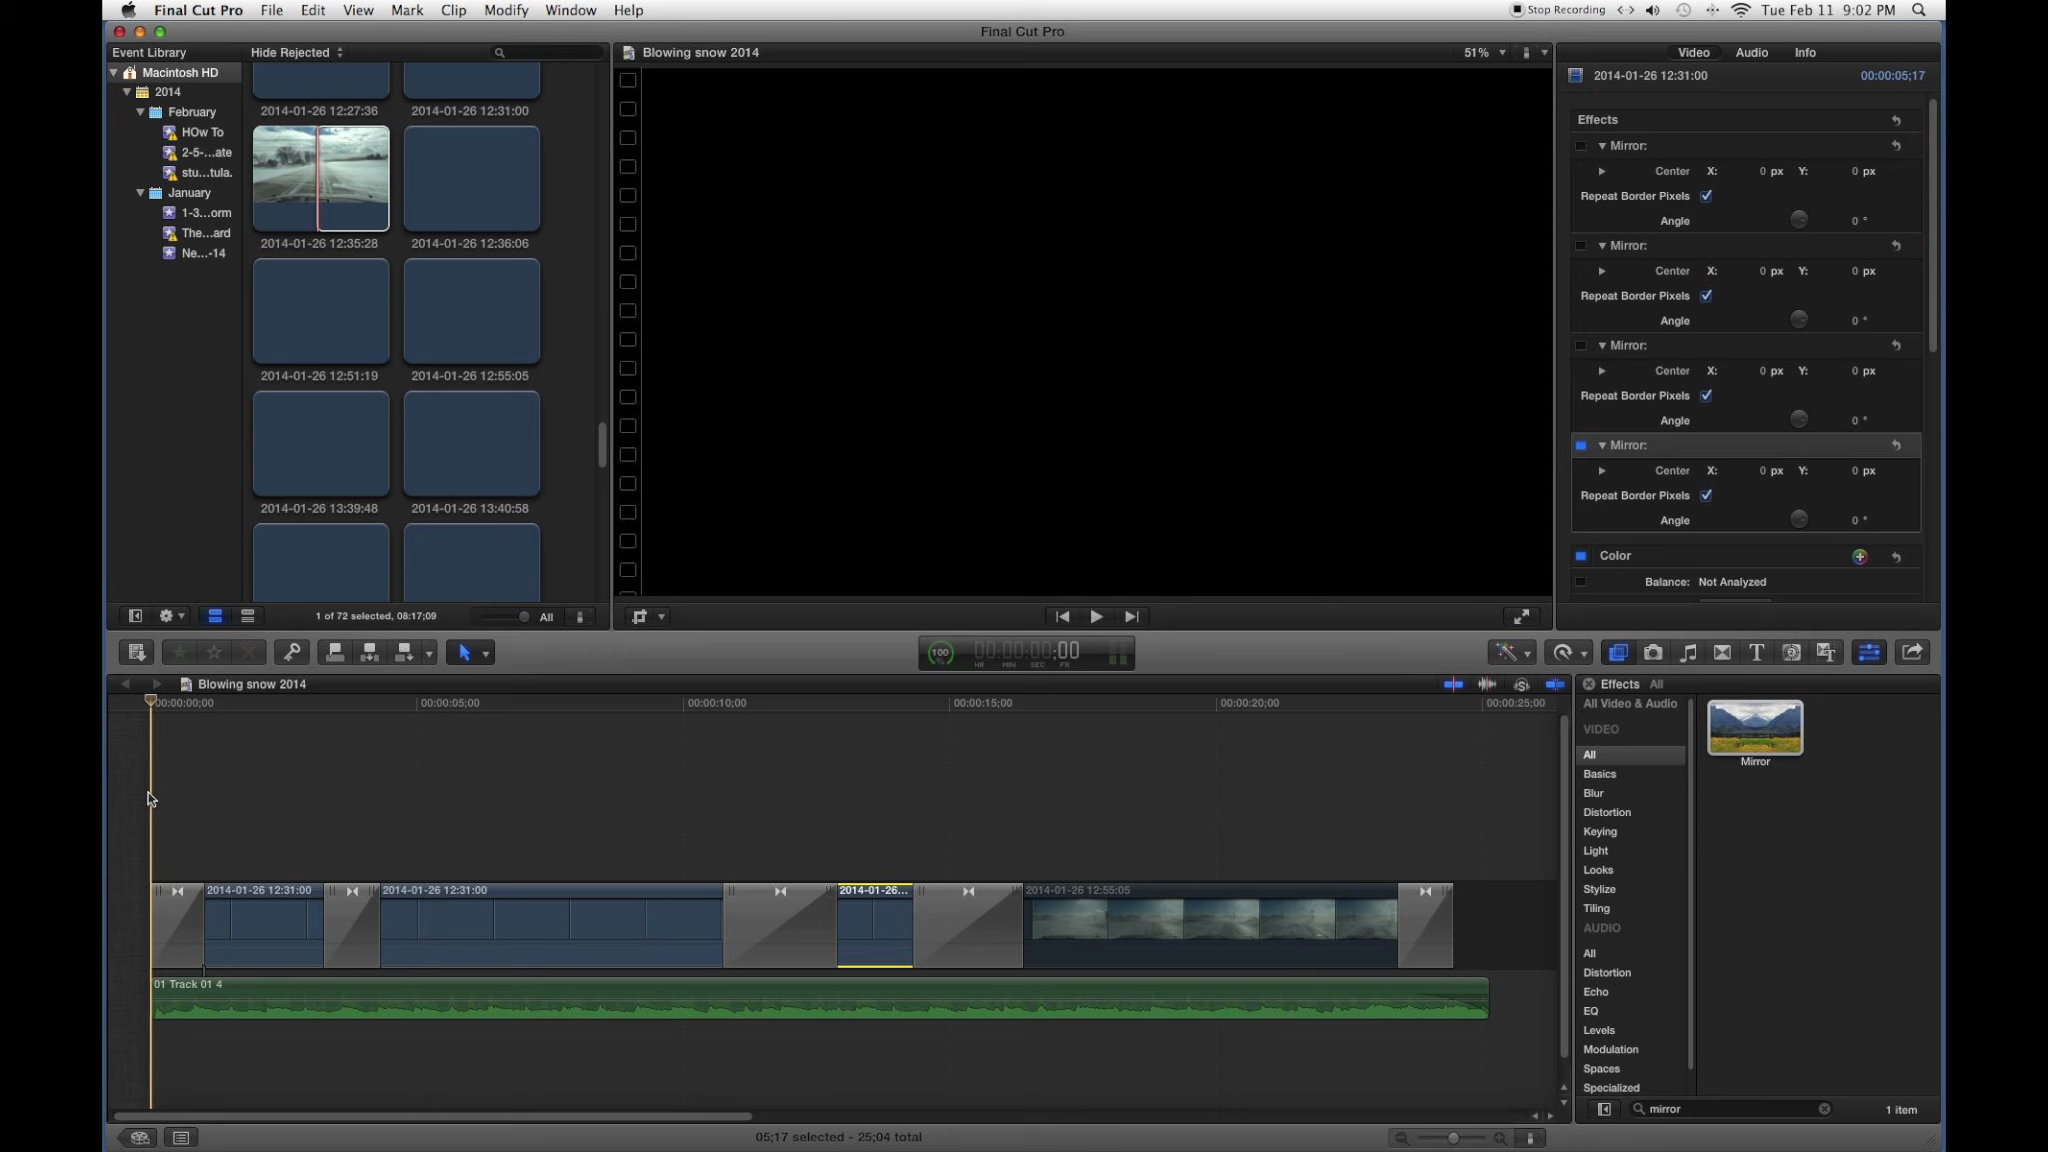 Final Cut Pro File Edit View Mark Clip Modify Window Help Stop Recording Tue Feb 11 9:02 PM
Final Cut Pro
Event Library Hide Rejected
Macintosh HD
2014
February
HOw To
2-5-...ate
stu...tula.
January
1-3...orm
The...ard
Ne...-14
2014-01-26 12:27:36 2014-01-26 12:31:00
2014-01-26 12:35:28 2014-01-26 12:36:06
2014-01-26 12:51:19 2014-01-26 12:55:05
2014-01-26 13:39:48 2014-01-26 13:40:58
1 of 72 selected, 08:17;09 All
Blowing snow 2014 51%
Video Audio Info
2014-01-26 12:31:00 00:00:05;17
Effects
Mirror:
Center X: 0 px Y: 0 px
Repeat Border Pixels
Angle 0 °
Mirror:
Center X: 0 px Y: 0 px
Repeat Border Pixels
Angle 0 °
Mirror:
Center X: 0 px Y: 0 px
Repeat Border Pixels
Angle 0 °
Mirror:
Center X: 0 px Y: 0 px
Repeat Border Pixels
Angle 0 °
Color
Balance: Not Analyzed
100 00:00:00;00
HR MIN SEC FR
Blowing snow 2014
00:00:00;00 00:00:05;00 00:00:10;00 00:00:15;00 00:00:20;00 00:00:25;00
2014-01-26 12:31:00 2014-01-26 12:31:00 2014-01-26... 2014-01-26 12:55:05
01 Track 01 4
05;17 selected - 25;04 total
Effects All
All Video & Audio
VIDEO
All
Basics
Blur
Distortion
Keying
Light
Looks
Stylize
Tiling
AUDIO
All
Distortion
Echo
EQ
Levels
Modulation
Spaces
Specialized
Mirror
mirror 1 item